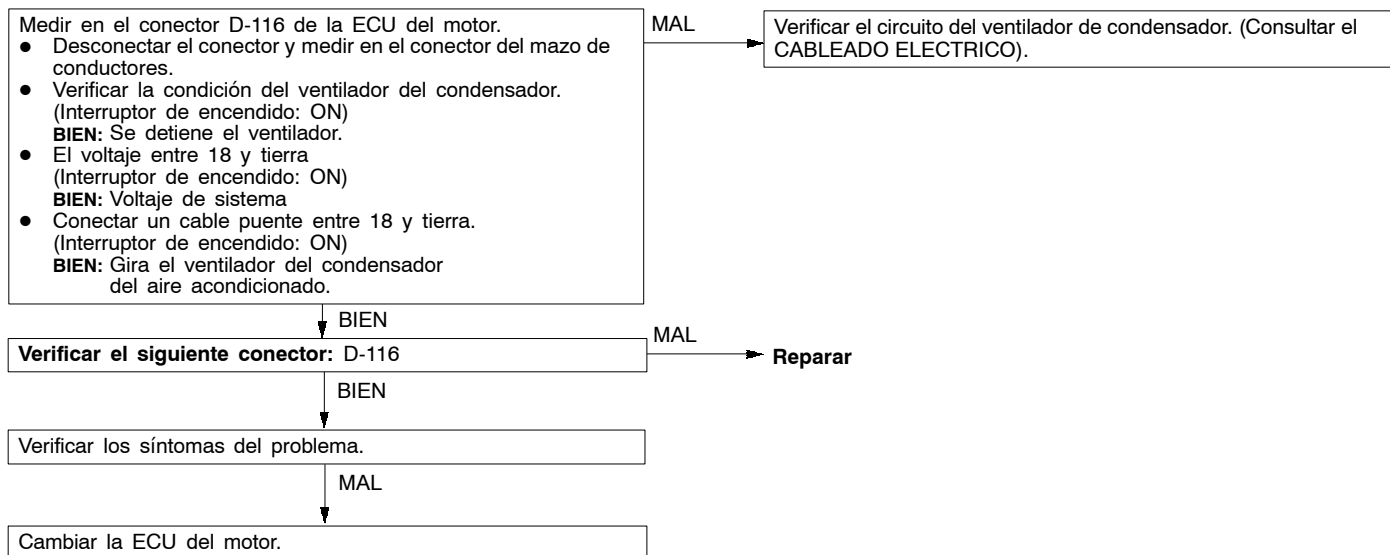 Medir en el conector D-116 de la ECU del motor.
● Desconectar el conector y medir en el conector del mazo de
conductores.
● Verificar la condición del ventilador del condensador.
(Interruptor de encendido: ON)
BIEN: Se detiene el ventilador.
● El voltaje entre 18 y tierra
(Interruptor de encendido: ON)
BIEN: Voltaje de sistema
● Conectar un cable puente entre 18 y tierra.
(Interruptor de encendido: ON)
BIEN: Gira el ventilador del condensador
del aire acondicionado.
MAL
Verificar el circuito del ventilador de condensador. (Consultar el
CABLEADO ELECTRICO).
BIEN
Verificar el siguiente conector: D-116
MAL
Reparar
BIEN
Verificar los síntomas del problema.
MAL
Cambiar la ECU del motor.